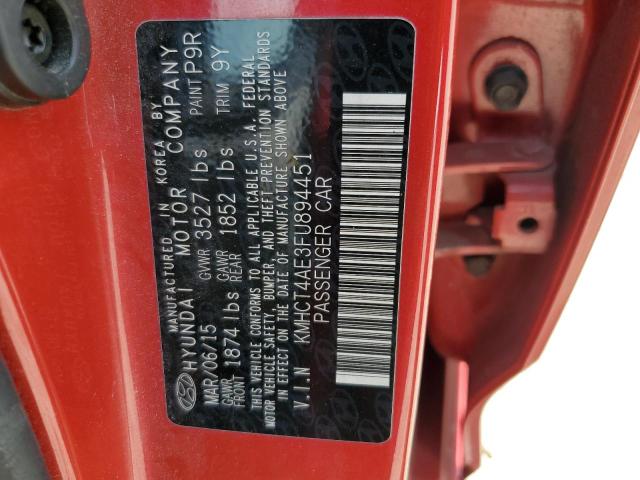 MANUFACTURED IN KOREA BY
HYUNDAI MOTOR COMPANY
MAR/06/15 GVWR 3527 lbs PAINT P9R
GAWR FRONT 1874 lbs GAWR REAR 1852 lbs TRIM 9Y
THIS VEHICLE CONFORMS TO ALL APPLICABLE U.S.A. FEDERAL
MOTOR VEHICLE SAFETY, BUMPER, AND THEFT PREVENTION STANDARDS
IN EFFECT ON THE DATE OF MANUFACTURE SHOWN ABOVE
V.I.N KMHCT4AE3FU894451
PASSENGER CAR